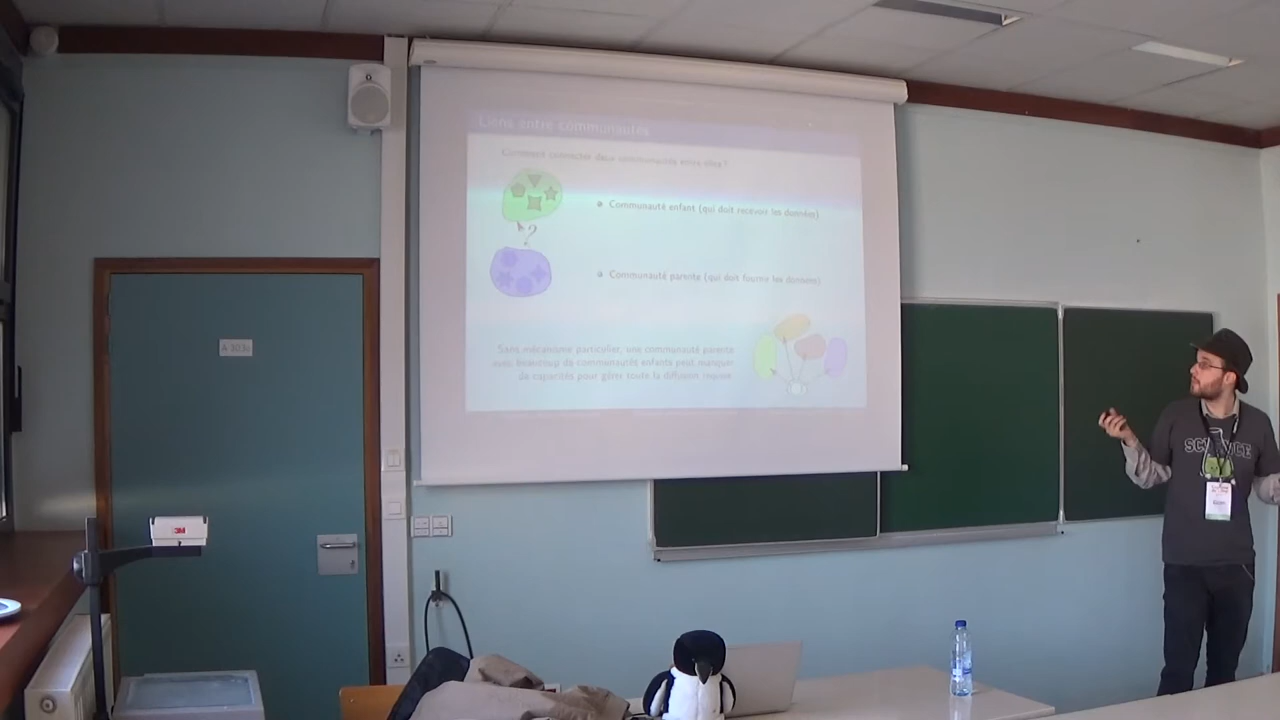 Liens entre communautés
Comment connecter deux communautés entre elles ?
Communauté enfant (qui doit recevoir les données)
?
Communauté parente (qui doit fournir les données)
Sans mécanisme particulier, une communauté parente
avec beaucoup de communautés enfants peut manquer
de capacités pour gérer toute la diffusion
3M
SCIENCE